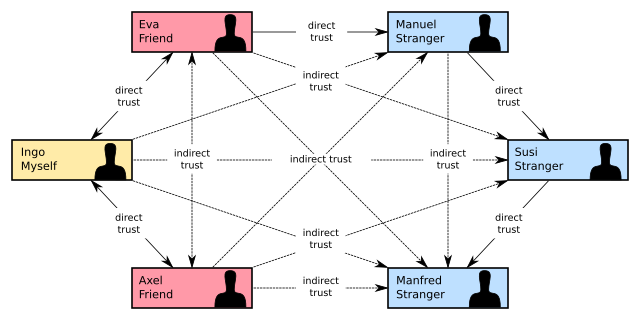 Eva
Friend
direct
trust
Manuel
Stranger
indirect
trust
direct
trust
direct
trust
Ingo
Myself
indirect
trust
indirect trust
indirect
trust
Susi
Stranger
direct
trust
indirect
trust
direct
trust
Axel
Friend
indirect
trust
Manfred
Stranger